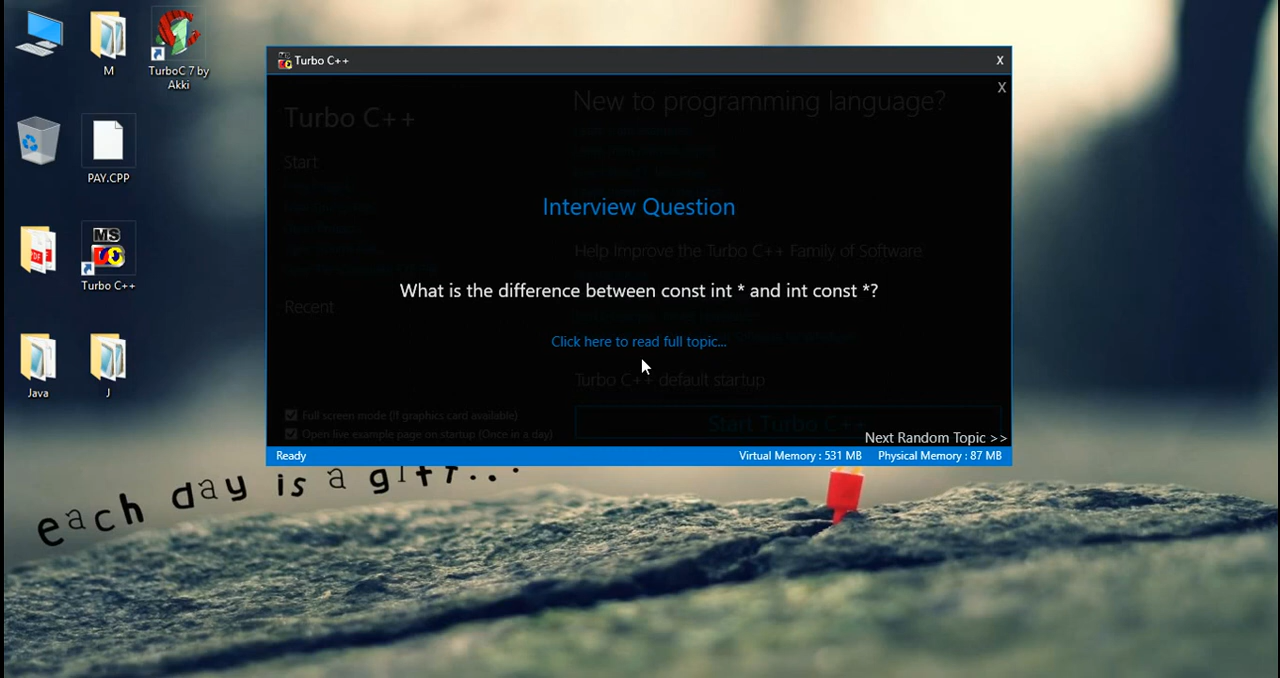 M
TurboC 7 by
Akki
PAY.CPP
MS
Turbo C++
Java
J
PDF
Turbo C++
X
X
New to programming language?
Turbo C++
Start
Interview Question
Help Improve the Turbo C++ Family of Software
What is the difference between const int * and int const *?
Recent
Click here to read full topic...
Turbo C++ default startup
Full screen mode (If graphics card available)
Open live example page on startup (Once in a day)
Start Turbo C++
Next Random Topic >>
Ready
Virtual Memory : 531 MB
Physical Memory : 87 MB
each day is a gift...